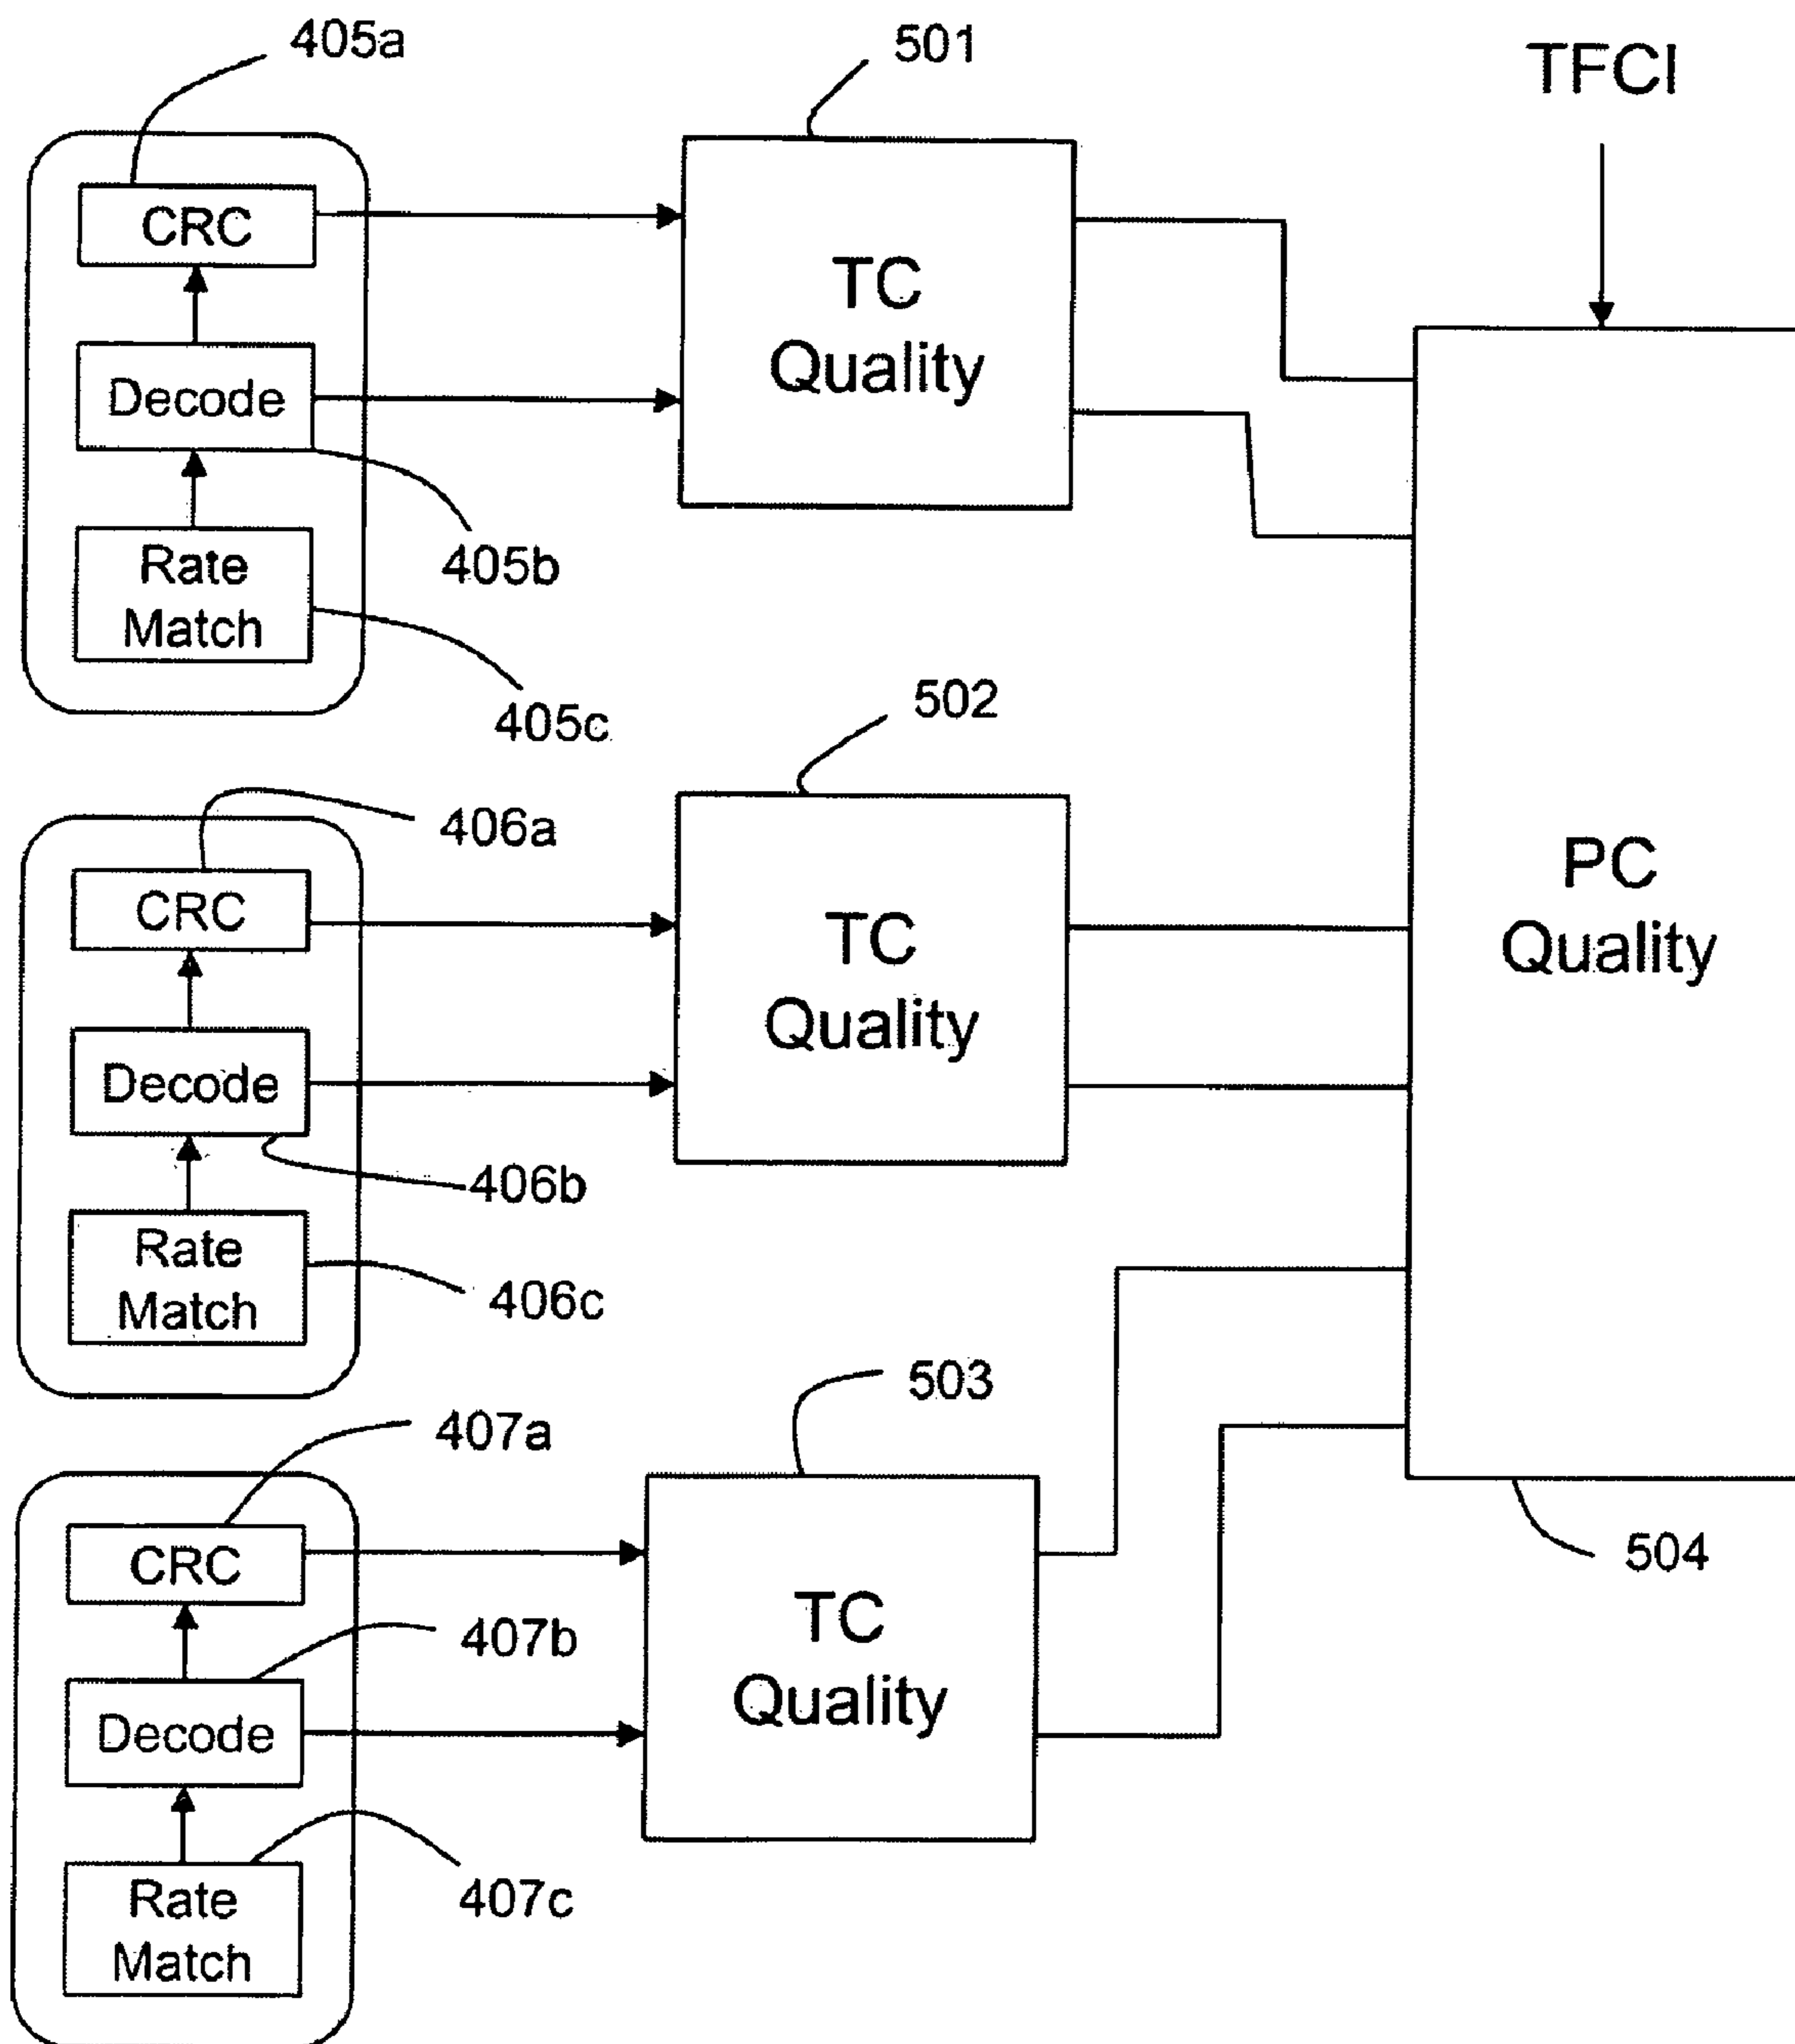 405a
501
TFCI
CRC
TC
Quality
Decode
405b
Rate
Match
405c
502
406a
CRC
PC
Quality
TC
Quality
Decode
406b
Rate
Match
406c
503
407a
504
CRC
TC
Quality
407b
Decode
407c
Rate
Match